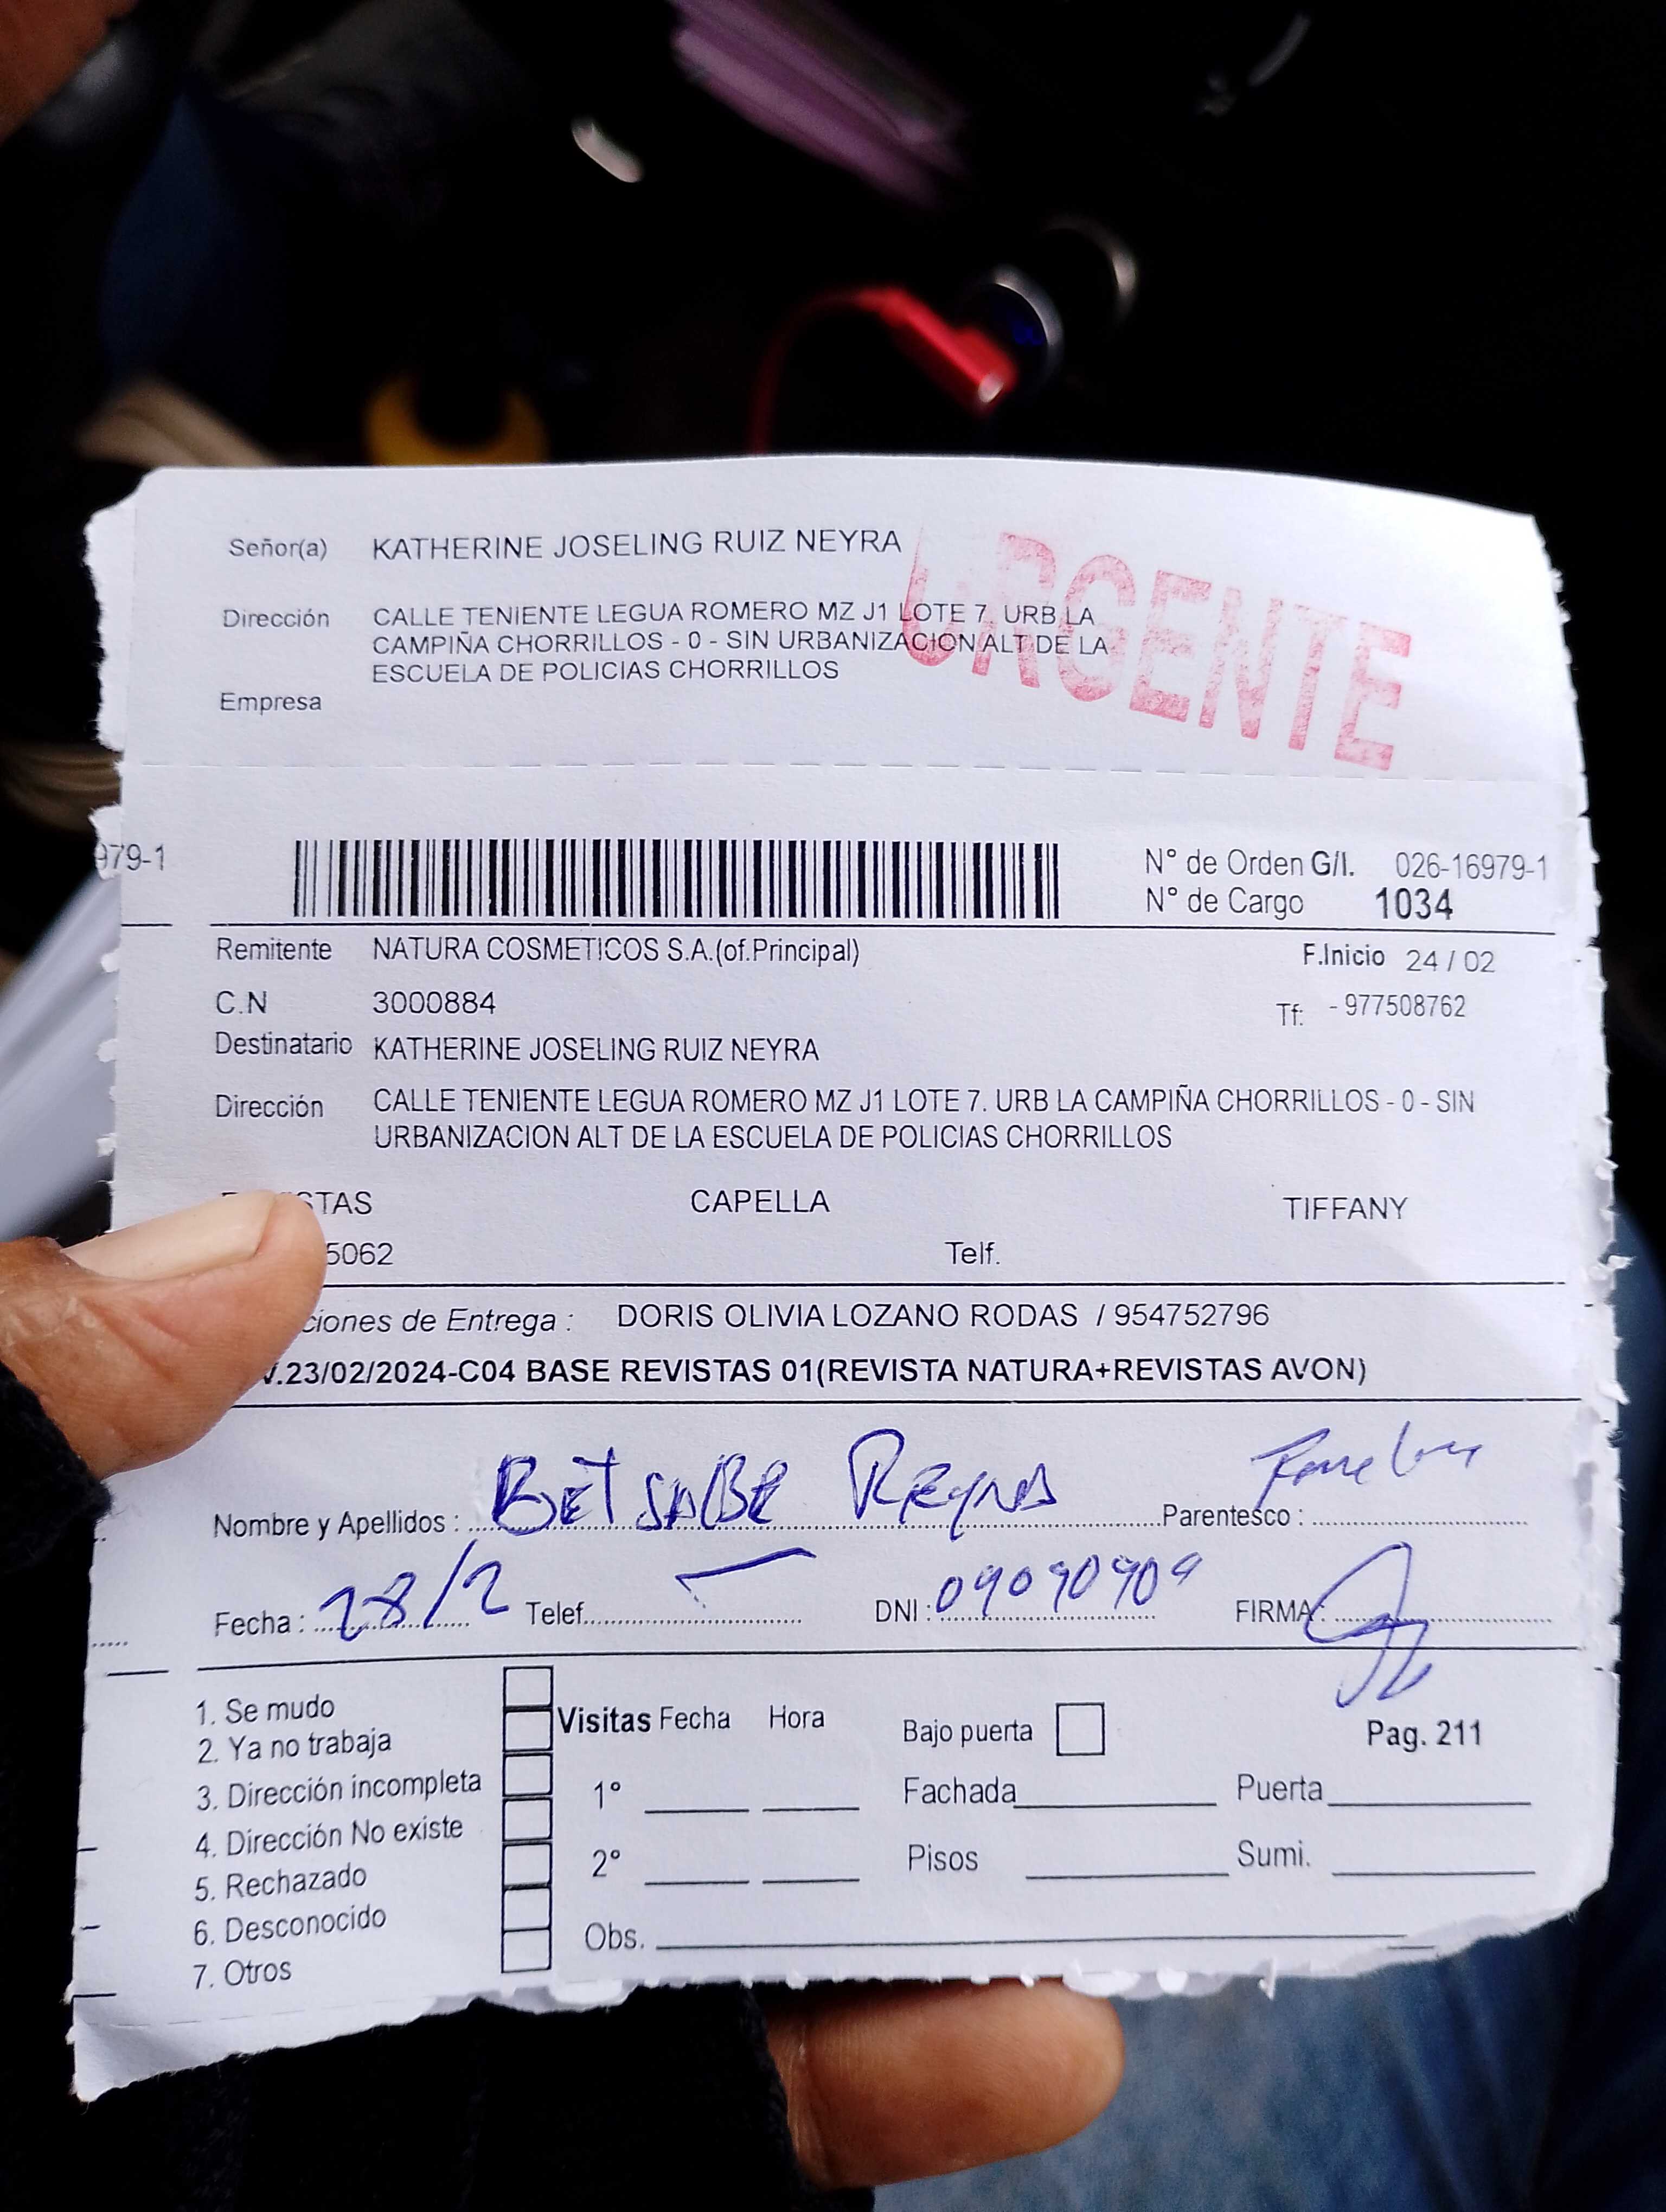 Señor(a) KATHERINE JOSELING RUIZ NEYRA
URGENTE
Dirección CALLE TENIENTE LEGUA ROMERO MZ J1 LOTE 7. URB LA
CAMPIÑA CHORRILLOS - 0 - SIN URBANIZACION ALT DE LA
ESCUELA DE POLICIAS CHORRILLOS
Empresa
979-1
N° de Orden G/I. 026-16979-1
N° de Cargo 1034
Remitente NATURA COSMETICOS S.A.(of.Principal) F.Inicio 24 / 02
C.N 3000884 Tf: - 977508762
Destinatario KATHERINE JOSELING RUIZ NEYRA
Dirección CALLE TENIENTE LEGUA ROMERO MZ J1 LOTE 7. URB LA CAMPIÑA CHORRILLOS - 0 - SIN
URBANIZACION ALT DE LA ESCUELA DE POLICIAS CHORRILLOS
STAS CAPELLA TIFFANY
5062 Telf.
ciones de Entrega : DORIS OLIVIA LOZANO RODAS / 954752796
.23/02/2024-C04 BASE REVISTAS 01(REVISTA NATURA+REVISTAS AVON)
Nombre y Apellidos : BETSABE Reyna Parentesco :
Fecha : 28/2 Telef. — DNI : 09090909 FIRMA :
1. Se mudo
2. Ya no trabaja
3. Dirección incompleta
4. Dirección No existe
5. Rechazado
6. Desconocido
7. Otros
Visitas Fecha Hora
1°
2°
Obs.
Bajo puerta Pag. 211
Fachada Puerta
Pisos Sumi.